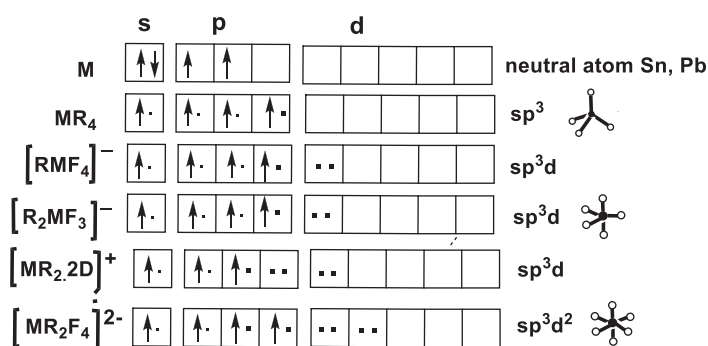 s p d
M neutral atom Sn, Pb
MR₄ sp³
[RMF₄]⁻ sp³d
[R₂MF₃]⁻ sp³d
[MR₂.2D]⁺ sp³d
[MR₂F₄]²⁻ sp³d²